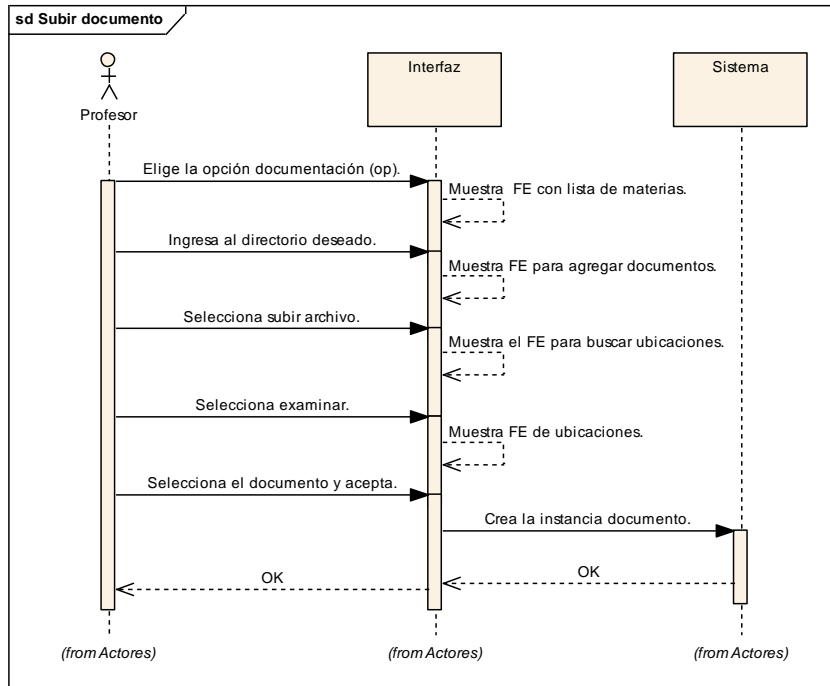 sd Subir documento
Profesor
Interfaz
Sistema
Elige la opción documentación (op).
Muestra FE con lista de materias.
Ingresa al directorio deseado.
Muestra FE para agregar documentos.
Selecciona subir archivo.
Muestra el FE para buscar ubicaciones.
Selecciona examinar.
Muestra FE de ubicaciones.
Selecciona el documento y acepta.
Crea la instancia documento.
OK
OK
(from Actores)
(from Actores)
(from Actores)